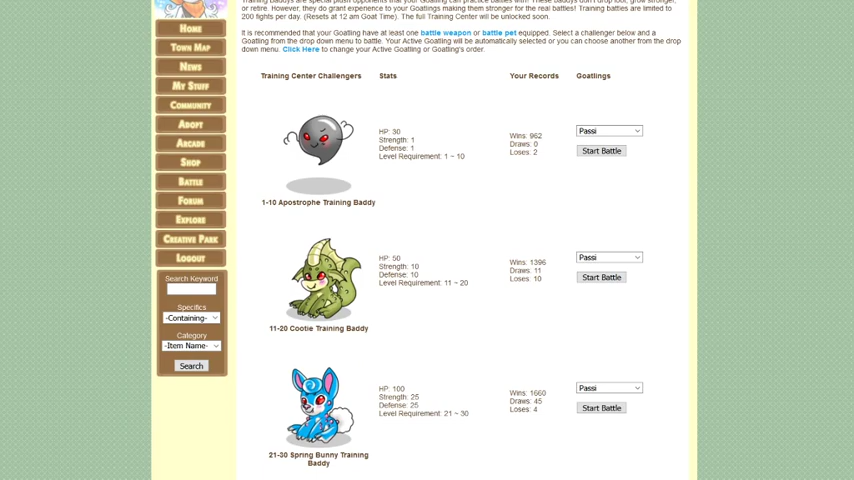 Training Baddys are special plush opponents that your Goatling can practice battles with! These baddys don't drop loot, grow stronger,
or retire. However, they do grant experience to your Goatlings making them stronger for the real battles! Training battles are limited to
200 fights per day. (Resets at 12 am Goat Time). The full Training Center will be unlocked soon.
It is recommended that your Goatling have at least one battle weapon or battle pet equipped. Select a challenger below and a
Goatling from the drop down menu to battle. Your Active Goatling will be automatically selected or you can choose another from the drop
down menu. Click Here to change your Active Goatling or Goatling's order.
Home
Town Map
News
My Stuff
Community
Adopt
Arcade
Shop
Battle
Forum
Explore
Creative Park
Logout
Search Keyword
Specifics
-Containing-
Category
-Item Name-
Search
Training Center Challengers Stats Your Records Goatlings
HP: 30
Strength: 1
Defense: 1
Level Requirement: 1 ~ 10
Wins: 962
Draws: 0
Loses: 2
Passi
Start Battle
1-10 Apostrophe Training Baddy
HP: 50
Strength: 10
Defense: 10
Level Requirement: 11 ~ 20
Wins: 1396
Draws: 11
Loses: 10
Passi
Start Battle
11-20 Cootie Training Baddy
HP: 100
Strength: 25
Defense: 25
Level Requirement: 21 ~ 30
Wins: 1660
Draws: 45
Loses: 4
Passi
Start Battle
21-30 Spring Bunny Training
Baddy